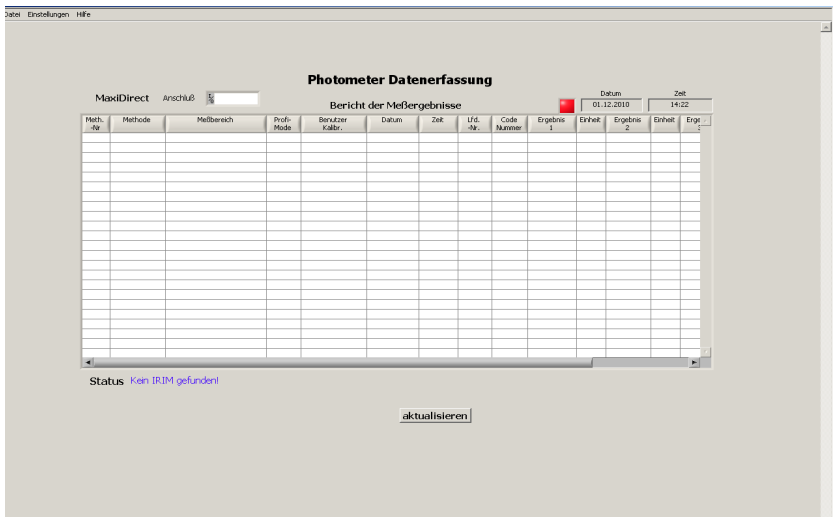 Datei Einstellungen Hilfe
Photometer Datenerfassung
MaxiDirect Anschluß
Bericht der Meßergebnisse
Datum Zeit
01.12.2010 14:22
Meth. -Nr Methode Meßbereich Profi- Mode Benutzer Kalibr. Datum Zeit Lfd. -Nr. Code Nummer Ergebnis 1 Einheit Ergebnis 2 Einheit
Status Kein IRIM gefunden!
aktualisieren